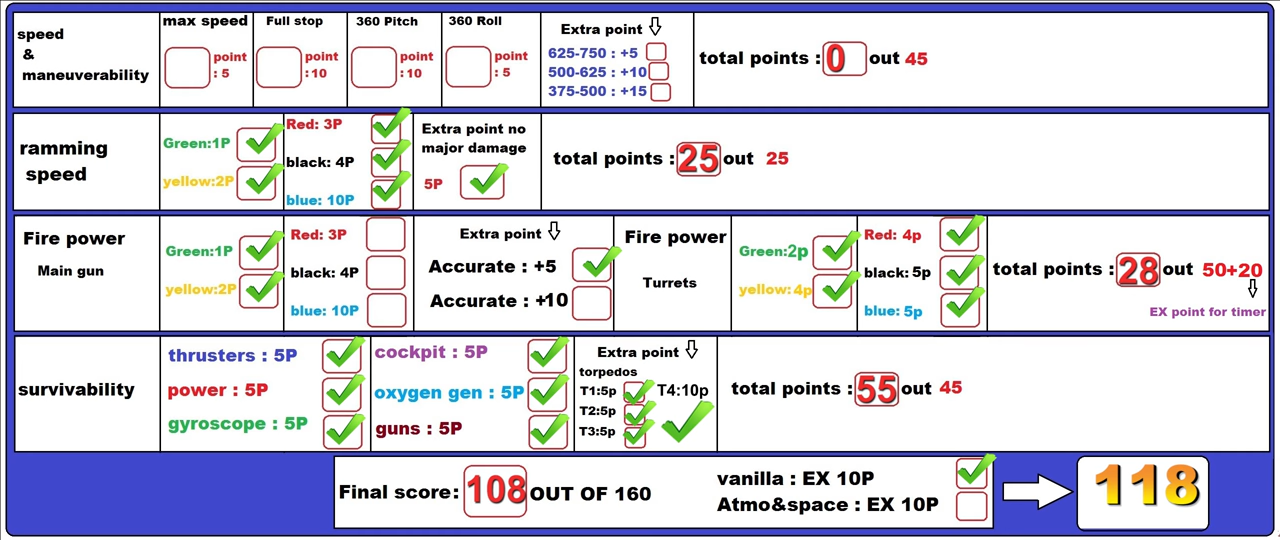 speed
&
maneuverability
max speed
point
: 5
Full stop
point
: 10
360 Pitch
point
: 10
360 Roll
point
: 5
Extra point
625-750 : +5
500-625 : +10
375-500 : +15
total points : 0 out 45
ramming
speed
Green:1P
yellow:2P
Red: 3P
black: 4P
blue: 10P
Extra point no
major damage
5P
total points : 25 out 25
Fire power
Main gun
Green:1P
yellow:2P
Red: 3P
black: 4P
blue: 10P
Extra point
Accurate : +5
Accurate : +10
Fire power
Turrets
Green:2p
yellow:4p
Red: 4p
black: 5p
blue: 5p
total points : 28 out 50+20
EX point for timer
survivability
thrusters : 5P
power : 5P
gyroscope : 5P
cockpit : 5P
oxygen gen : 5P
guns : 5P
Extra point
torpedos
T1:5p
T2:5p
T3:5p
T4:10p
total points : 55 out 45
Final score: 108 OUT OF 160
vanilla : EX 10P
Atmo&space : EX 10P
118